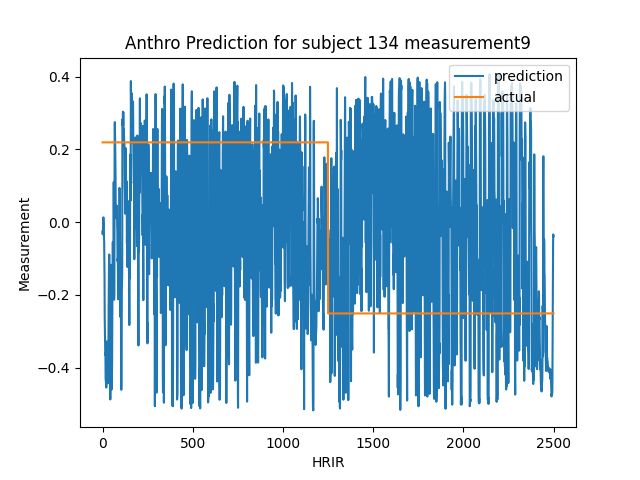 Anthro Prediction for subject 134 measurement9
prediction
actual
0.4
0.2
0.0
−0.2
−0.4
Measurement
0 500 1000 1500 2000 2500
HRIR